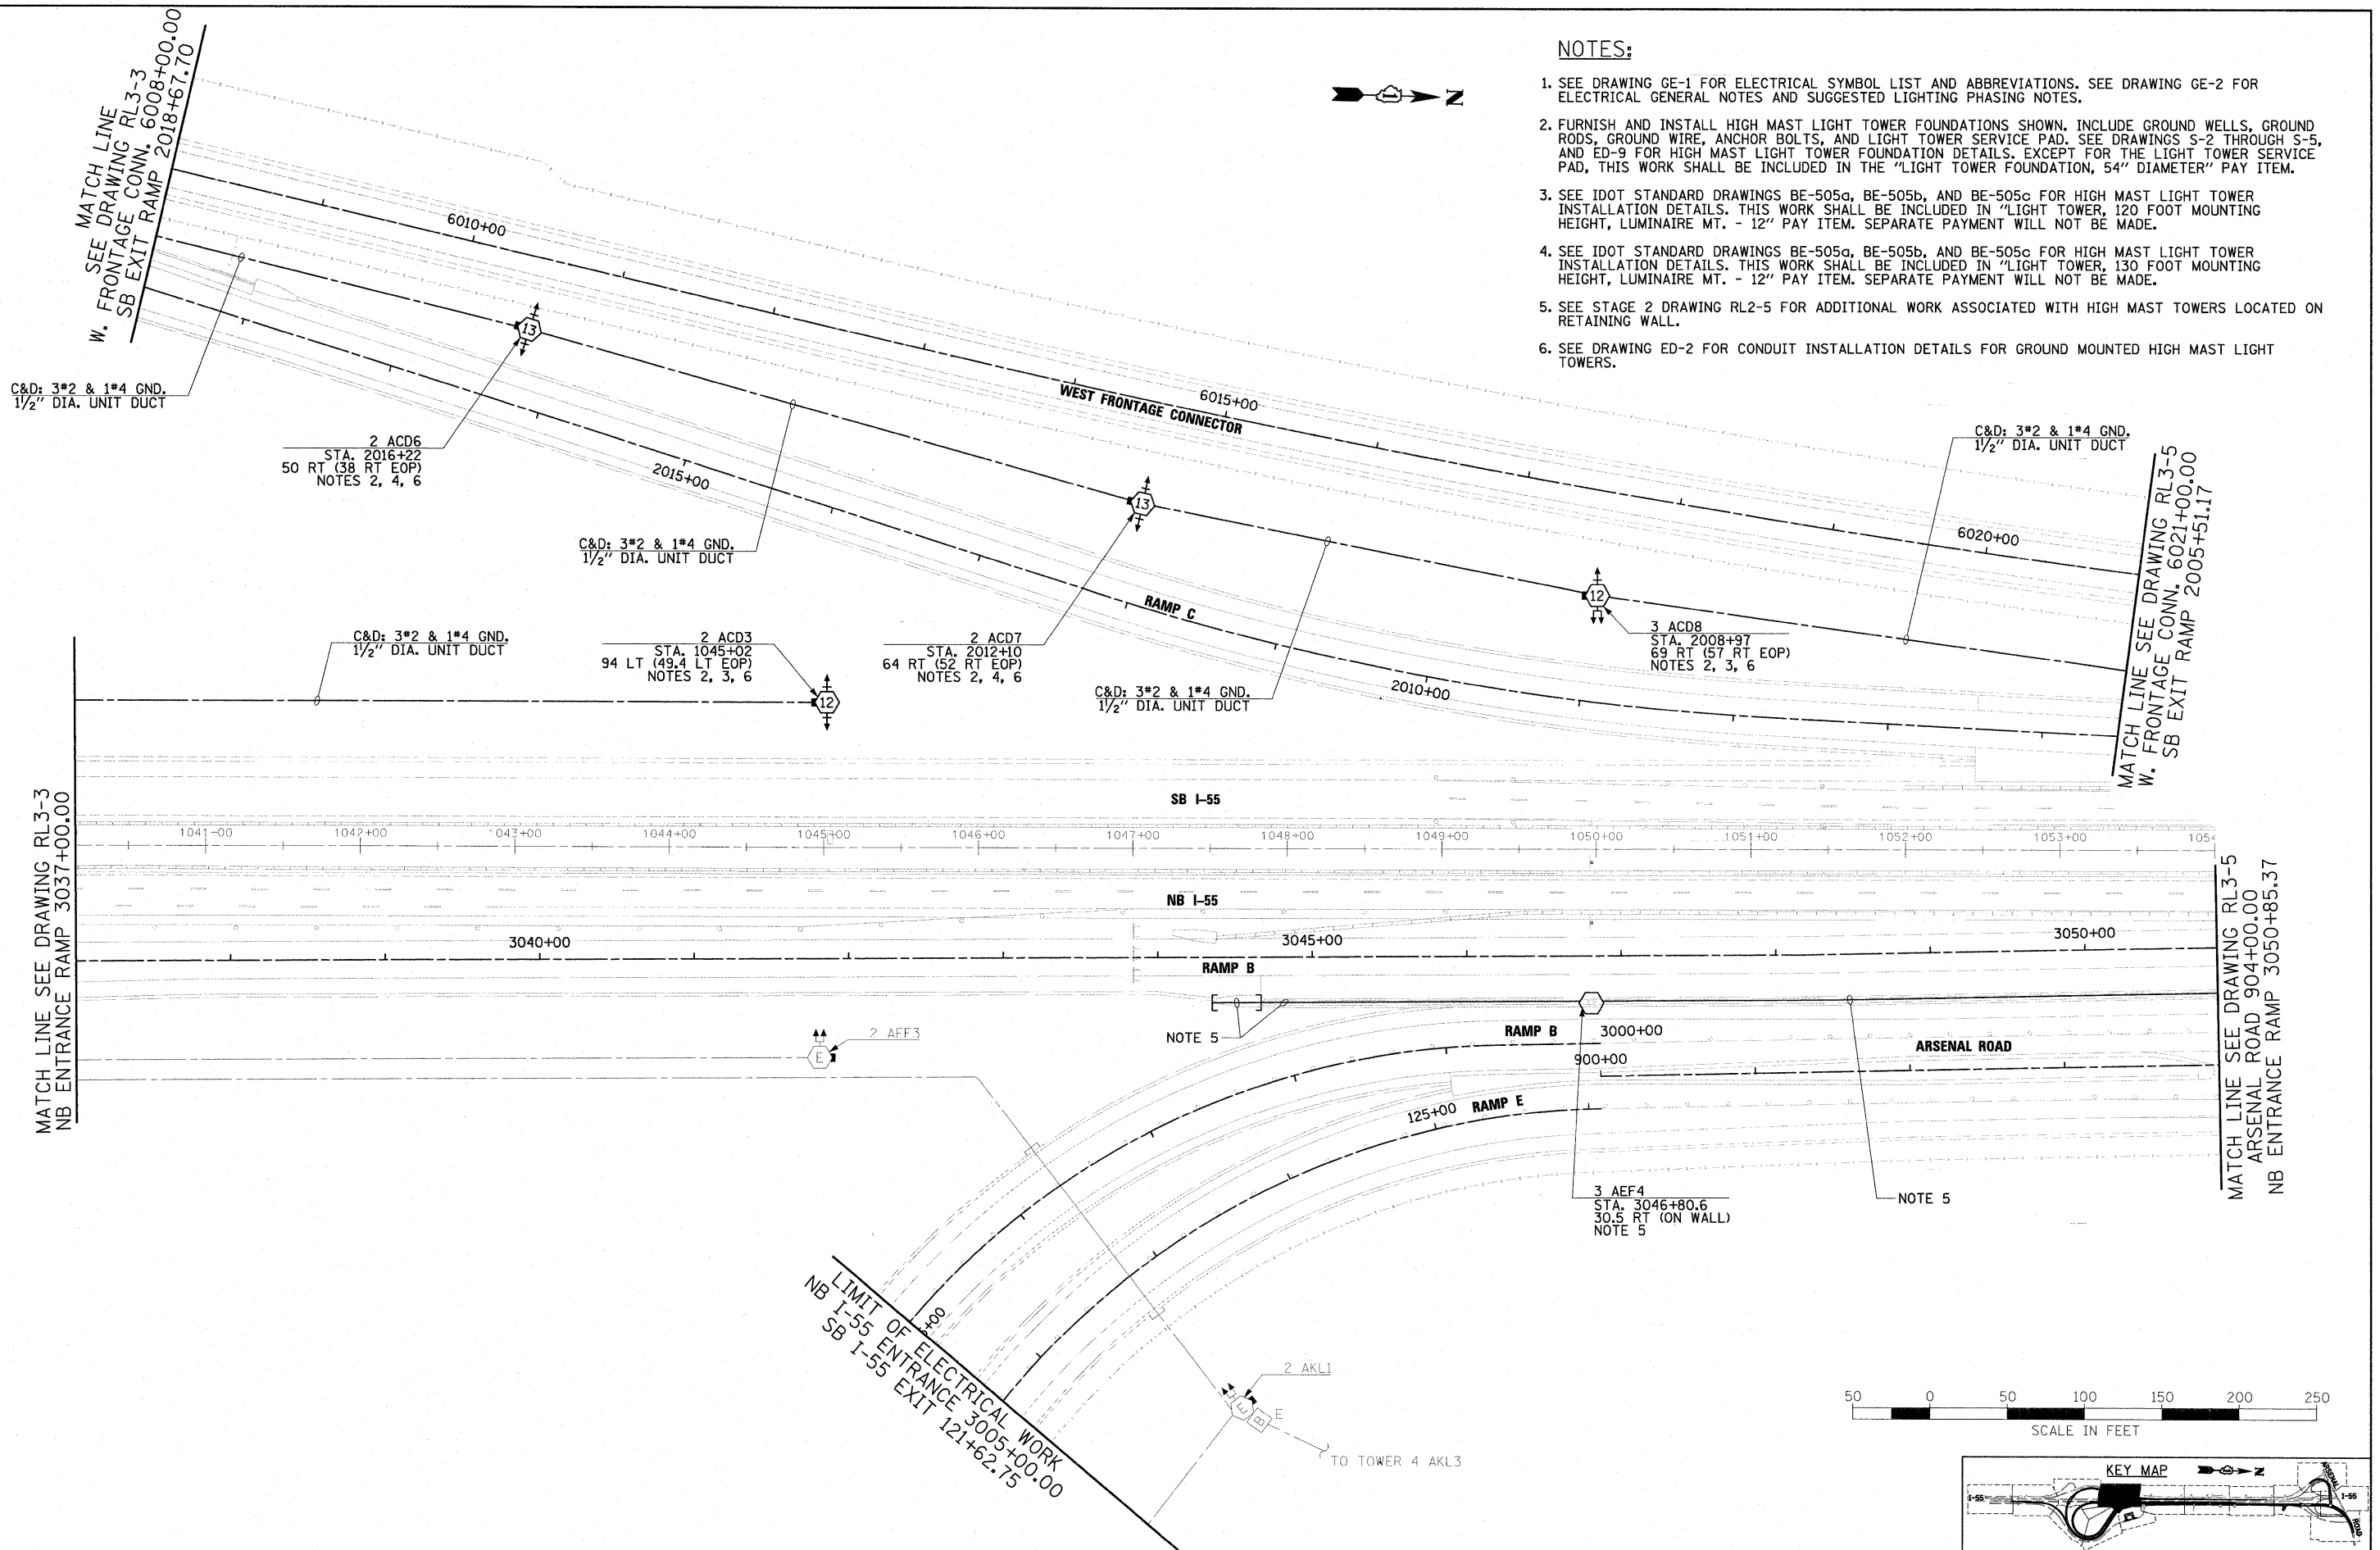 NOTES:
1. SEE DRAWING GE-1 FOR ELECTRICAL SYMBOL LIST AND ABBREVIATIONS. SEE DRAWING GE-2 FOR
ELECTRICAL GENERAL NOTES AND SUGGESTED LIGHTING PHASING NOTES.
2. FURNISH AND INSTALL HIGH MAST LIGHT TOWER FOUNDATIONS SHOWN. INCLUDE GROUND WELLS, GROUND
RODS, GROUND WIRE, ANCHOR BOLTS, AND LIGHT TOWER SERVICE PAD. SEE DRAWINGS S-2 THROUGH S-5,
AND ED-9 FOR HIGH MAST LIGHT TOWER FOUNDATION DETAILS. EXCEPT FOR THE LIGHT TOWER SERVICE
PAD, THIS WORK SHALL BE INCLUDED IN THE "LIGHT TOWER FOUNDATION, 54" DIAMETER" PAY ITEM.
3. SEE IDOT STANDARD DRAWINGS BE-505a, BE-505b, AND BE-505c FOR HIGH MAST LIGHT TOWER
INSTALLATION DETAILS. THIS WORK SHALL BE INCLUDED IN "LIGHT TOWER, 120 FOOT MOUNTING
HEIGHT, LUMINAIRE MT. - 12" PAY ITEM. SEPARATE PAYMENT WILL NOT BE MADE.
4. SEE IDOT STANDARD DRAWINGS BE-505a, BE-505b, AND BE-505c FOR HIGH MAST LIGHT TOWER
INSTALLATION DETAILS. THIS WORK SHALL BE INCLUDED IN "LIGHT TOWER, 130 FOOT MOUNTING
HEIGHT, LUMINAIRE MT. - 12" PAY ITEM. SEPARATE PAYMENT WILL NOT BE MADE.
5. SEE STAGE 2 DRAWING RL2-5 FOR ADDITIONAL WORK ASSOCIATED WITH HIGH MAST TOWERS LOCATED ON
RETAINING WALL.
6. SEE DRAWING ED-2 FOR CONDUIT INSTALLATION DETAILS FOR GROUND MOUNTED HIGH MAST LIGHT
TOWERS.
N
MATCH LINE
SEE DRAWING RL3-3
W. FRONTAGE CONN. 6008+00.00
SB EXIT RAMP 2018+67.70
6010+00
WEST FRONTAGE CONNECTOR
6015+00
6020+00
C&D: 3#2 & 1#4 GND.
1½" DIA. UNIT DUCT
13
2 ACD6
STA. 2016+22
50 RT (38 RT EOP)
NOTES 2, 4, 6
2015+00
C&D: 3#2 & 1#4 GND.
1½" DIA. UNIT DUCT
13
2 ACD7
STA. 2012+10
64 RT (52 RT EOP)
NOTES 2, 4, 6
RAMP C
C&D: 3#2 & 1#4 GND.
1½" DIA. UNIT DUCT
12
3 ACD8
STA. 2008+97
69 RT (57 RT EOP)
NOTES 2, 3, 6
2010+00
C&D: 3#2 & 1#4 GND.
1½" DIA. UNIT DUCT
MATCH LINE SEE DRAWING RL3-5
W. FRONTAGE CONN. 6021+00.00
SB EXIT RAMP 2005+51.17
C&D: 3#2 & 1#4 GND.
1½" DIA. UNIT DUCT
2 ACD3
STA. 1045+02
94 LT (49.4 LT EOP)
NOTES 2, 3, 6
12
SB I-55
1041+00
1042+00
1043+00
1044+00
1045+00
1046+00
1047+00
1048+00
1049+00
1050+00
1051+00
1052+00
1053+00
1054
MATCH LINE SEE DRAWING RL3-3
NB ENTRANCE RAMP 3037+00.00
NB I-55
3040+00
3045+00
3050+00
RAMP B
NOTE 5
2 AEF3
E
RAMP B
3000+00
900+00
ARSENAL ROAD
125+00
RAMP E
3 AEF4
STA. 3046+80.6
30.5 RT (ON WALL)
NOTE 5
NOTE 5
MATCH LINE SEE DRAWING RL3-5
ARSENAL ROAD 904+00.00
NB ENTRANCE RAMP 3050+85.37
LIMIT OF ELECTRICAL WORK
NB I-55 ENTRANCE 3005+00.00
SB I-55 EXIT 121+62.75
+00
2 AKL1
E
B
E
TO TOWER 4 AKL3
50 0 50 100 150 200 250
SCALE IN FEET
KEY MAP
N
I-55
ARSENAL
I-55
ROAD